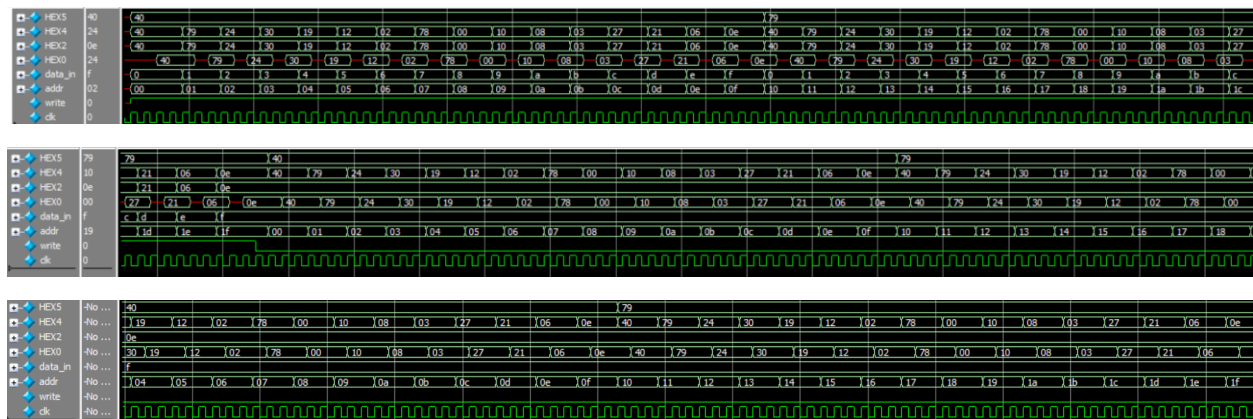 HEX5 40 40 79
HEX4 24 40 79 24 30 19 12 02 78 00 10 08 03 27 21 06 0e 40 79 24 30 19 12 02 78 00 10 08 03 27
HEX2 0e 40 79 24 30 19 12 02 78 00 10 08 03 27 21 06 0e 40 79 24 30 19 12 02 78 00 10 08 03 27
HEX0 24 40 79 24 30 19 12 02 78 00 10 08 03 27 21 06 0e 40 79 24 30 19 12 02 78 00 10 08 03
data_in f 0 1 2 3 4 5 6 7 8 9 a b c d e f 0 1 2 3 4 5 6 7 8 9 a b c
addr 02 00 01 02 03 04 05 06 07 08 09 0a 0b 0c 0d 0e 0f 10 11 12 13 14 15 16 17 18 19 1a 1b 1c
write 0
clk 0
HEX5 79 79 40 79
HEX4 10 21 06 0e 40 79 24 30 19 12 02 78 00 10 08 03 27 21 06 0e 40 79 24 30 19 12 02 78 00
HEX2 0e 21 06 0e
HEX0 00 27 21 06 0e 40 79 24 30 19 12 02 78 00 10 08 03 27 21 06 0e 40 79 24 30 19 12 02 78 00
data_in f c d e f
addr 19 1d 1e 1f 00 01 02 03 04 05 06 07 08 09 0a 0b 0c 0d 0e 0f 10 11 12 13 14 15 16 17 18
write 0
clk 0
HEX5 -No ... 40 79
HEX4 -No ... 19 12 02 78 00 10 08 03 27 21 06 0e 40 79 24 30 19 12 02 78 00 10 08 03 27 21 06 0e
HEX2 -No ... 0e
HEX0 -No ... 30 19 12 02 78 00 10 08 03 27 21 06 0e 40 79 24 30 19 12 02 78 00 10 08 03 27 21 06
data_in -No ... f
addr -No ... 04 05 06 07 08 09 0a 0b 0c 0d 0e 0f 10 11 12 13 14 15 16 17 18 19 1a 1b 1c 1d 1e 1f
write -No ...
clk -No ...